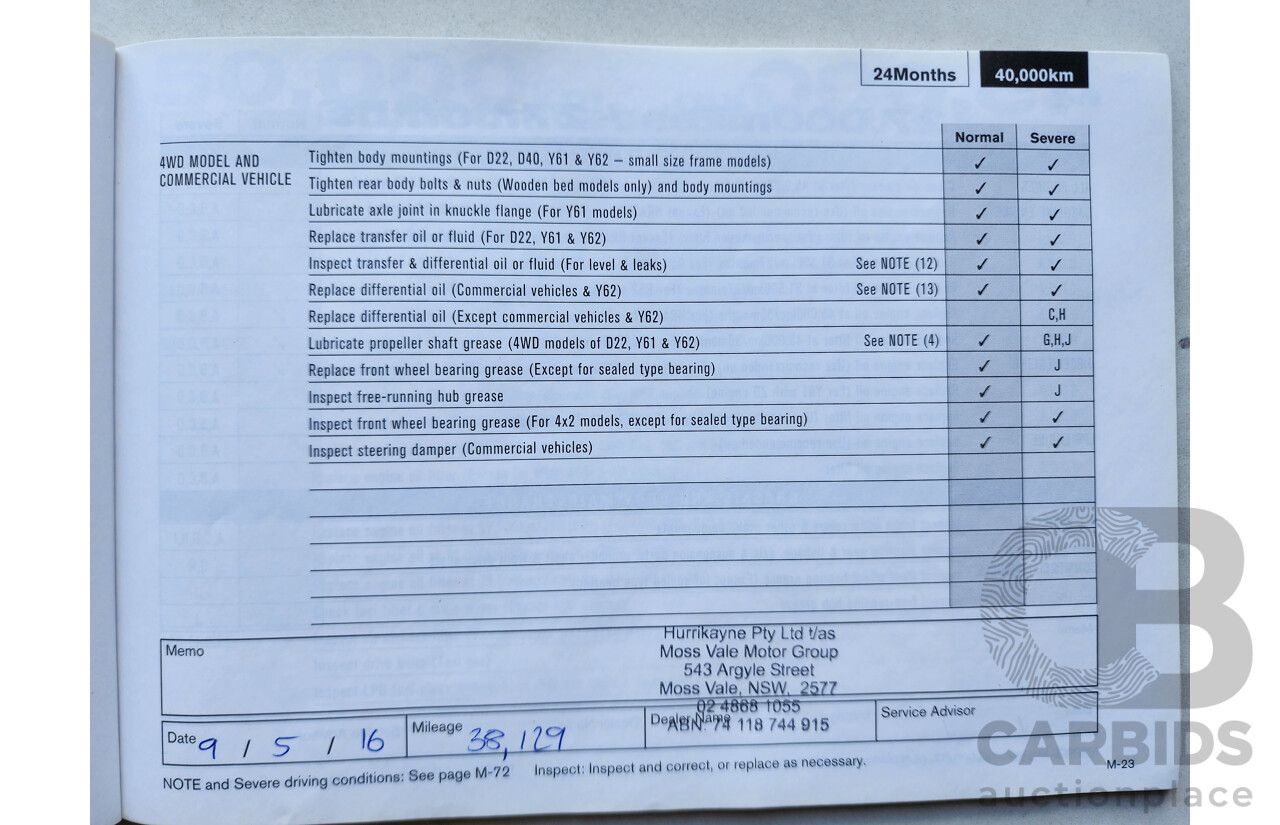 24Months 40,000km
Normal Severe
4WD MODEL AND
COMMERCIAL VEHICLE
Tighten body mountings (For D22, D40, Y61 & Y62 – small size frame models) ✓ ✓
Tighten rear body bolts & nuts (Wooden bed models only) and body mountings ✓ ✓
Lubricate axle joint in knuckle flange (For Y61 models) ✓ ✓
Replace transfer oil or fluid (For D22, Y61 & Y62) ✓ ✓
Inspect transfer & differential oil or fluid (For level & leaks) See NOTE (12) ✓ ✓
Replace differential oil (Commercial vehicles & Y62) See NOTE (13) ✓ ✓
Replace differential oil (Except commercial vehicles & Y62) C,H
Lubricate propeller shaft grease (4WD models of D22, Y61 & Y62) See NOTE (4) ✓ G,H,J
Replace front wheel bearing grease (Except for sealed type bearing) ✓ J
Inspect free-running hub grease ✓ J
Inspect front wheel bearing grease (For 4x2 models, except for sealed type bearing) ✓ ✓
Inspect steering damper (Commercial vehicles) ✓ ✓
Memo
Hurrikayne Pty Ltd t/as
Moss Vale Motor Group
543 Argyle Street
Moss Vale, NSW, 2577
02 4868 1055
ABN: 74 118 744 915
Date 9 / 5 / 16
Mileage 38,129
Dealer Name
Service Advisor
NOTE and Severe driving conditions: See page M-72 Inspect: Inspect and correct, or replace as necessary.
M-23
CB
CARBIDS
auctionplace